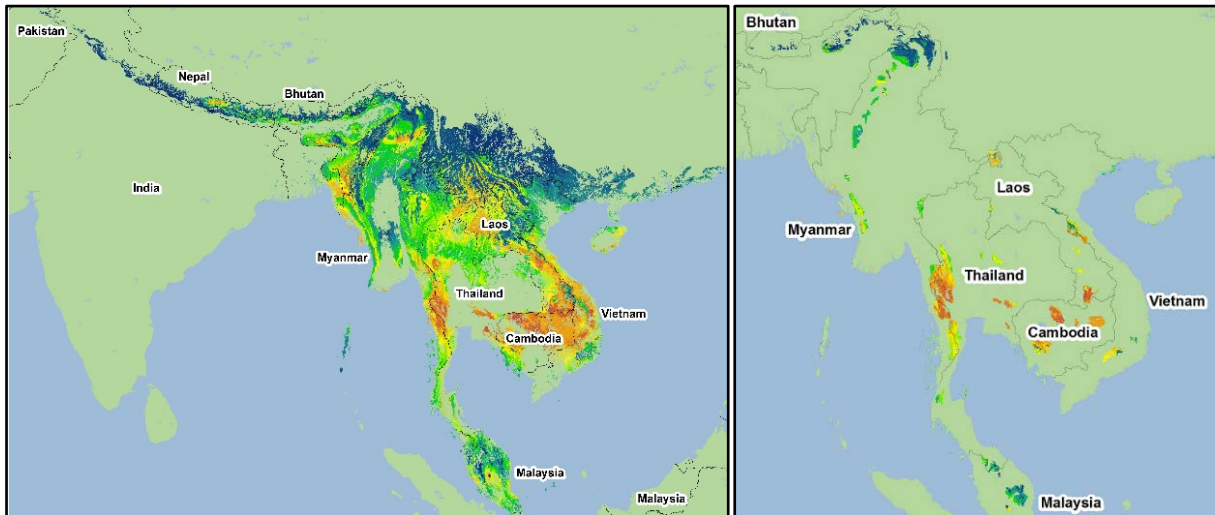 Pakistan
Nepal
Bhutan
India
Myanmar
Laos
Thailand
Vietnam
Cambodia
Malaysia
Malaysia
Bhutan
Laos
Myanmar
Thailand
Vietnam
Cambodia
Malaysia